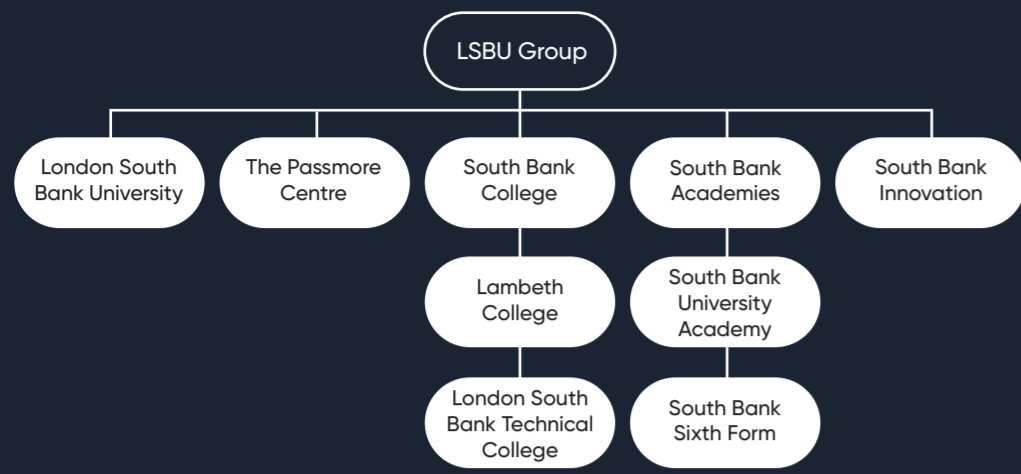 LSBU Group
London South
Bank University
The Passmore
Centre
South Bank
College
South Bank
Academies
South Bank
Innovation
Lambeth
College
South Bank
University
Academy
London South
Bank Technical
College
South Bank
Sixth Form